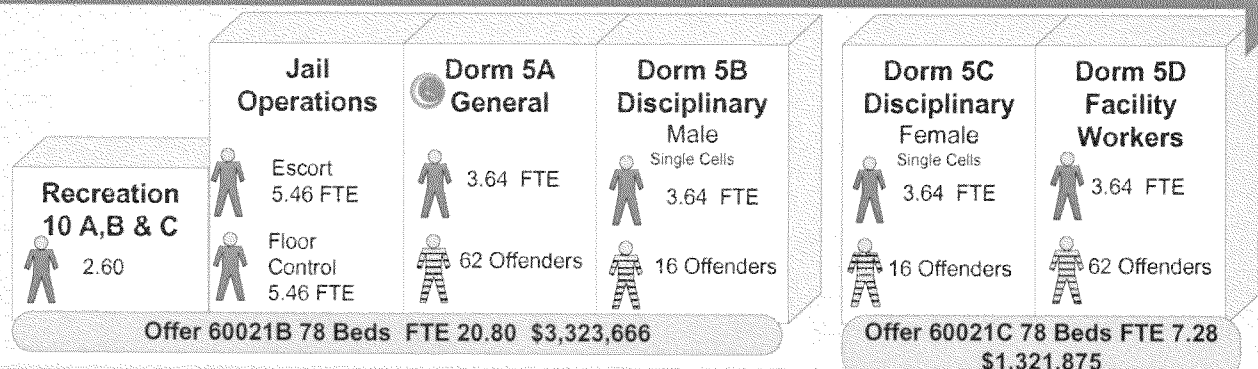 Recreation
10 A,B & C
2.60
Jail
Operations
Escort
5.46 FTE
Floor
Control
5.46 FTE
Dorm 5A
General
3.64 FTE
62 Offenders
Dorm 5B
Disciplinary
Male
Single Cells
3.64 FTE
16 Offenders
Offer 60021B 78 Beds FTE 20.80 $3,323,666
Dorm 5C
Disciplinary
Female
Single Cells
3.64 FTE
16 Offenders
Dorm 5D
Facility
Workers
3.64 FTE
62 Offenders
Offer 60021C 78 Beds FTE 7.28
$1,321,875